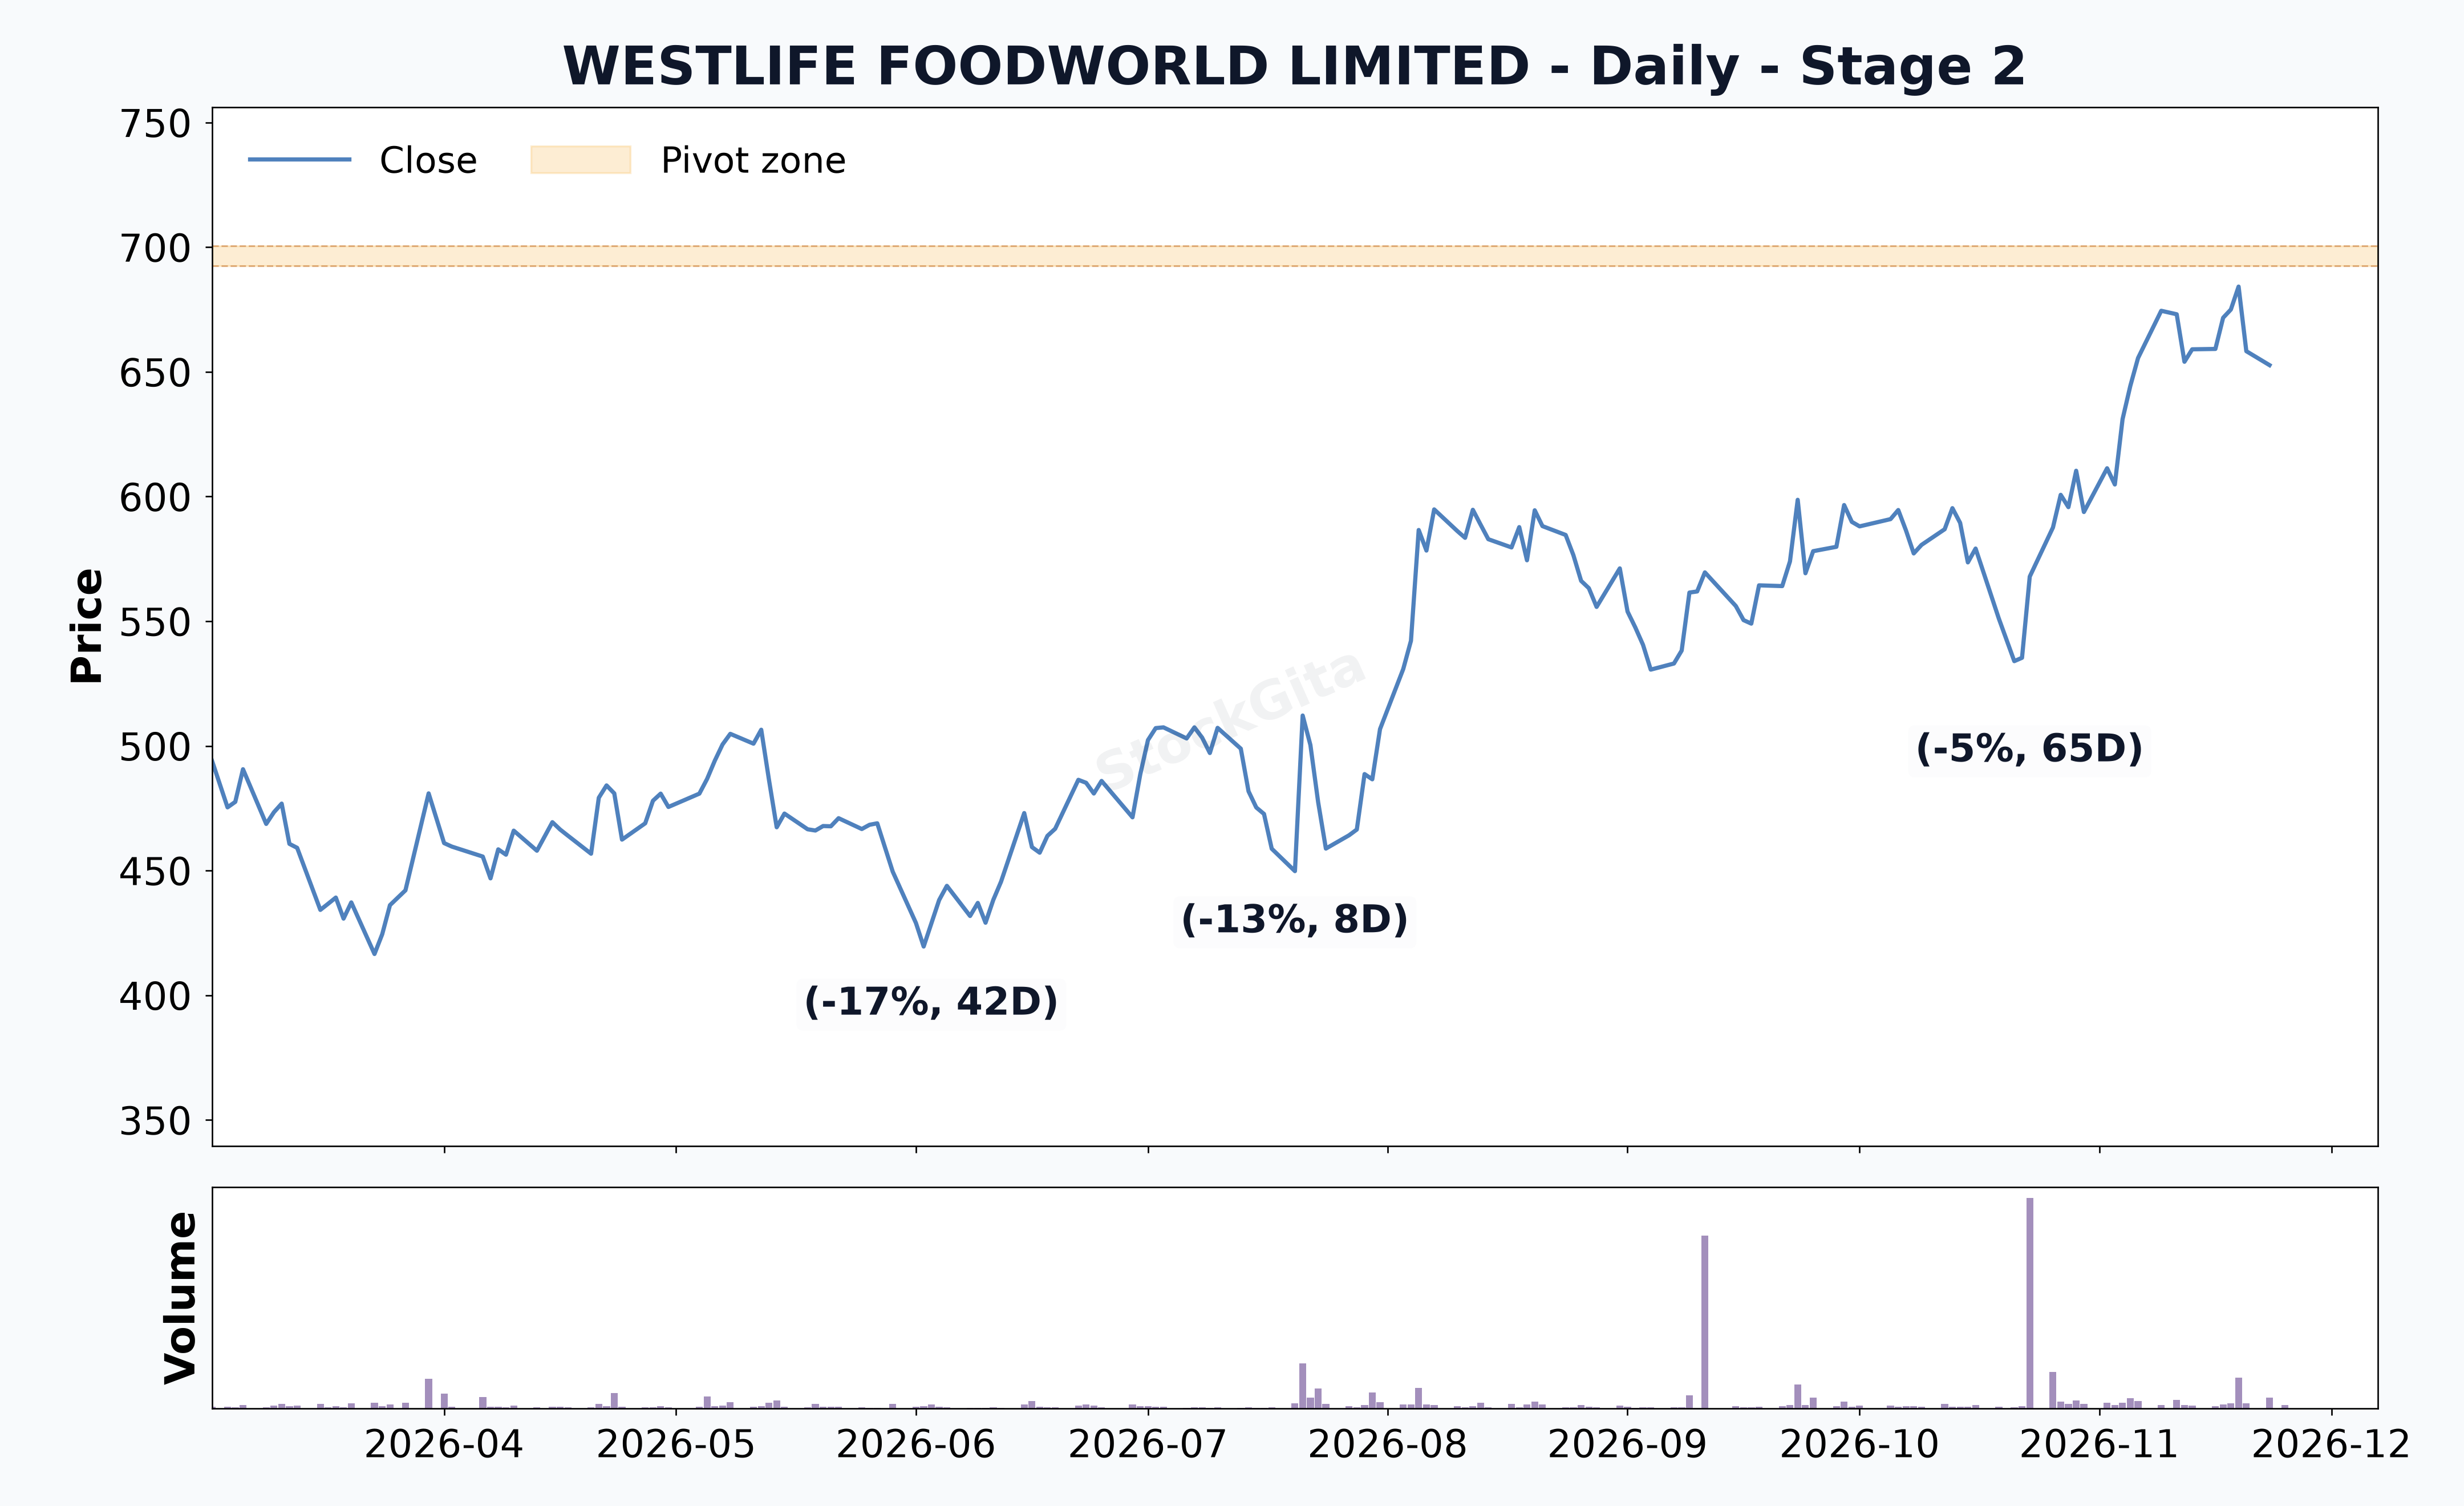 WESTLIFE FOODWORLD LIMITED - Daily - Stage 2
750
700
650
600
550
500
450
400
350
Price
Close
Pivot zone
StockGita
(-17%, 42D)
(-13%, 8D)
(-5%, 65D)
Volume
2026-04
2026-05
2026-06
2026-07
2026-08
2026-09
2026-10
2026-11
2026-12